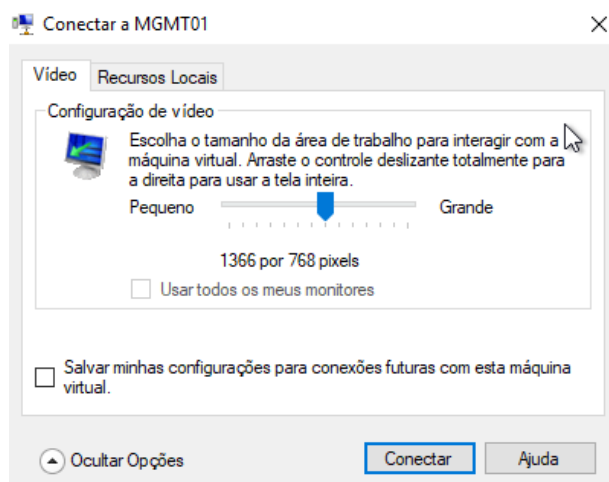 Conectar a MGMT01
Vídeo
Recursos Locais
Configuração de vídeo
Escolha o tamanho da área de trabalho para interagir com a
máquina virtual. Arraste o controle deslizante totalmente para
a direita para usar a tela inteira.
Pequeno
Grande
1366 por 768 pixels
Usar todos os meus monitores
Salvar minhas configurações para conexões futuras com esta máquina
virtual.
Ocultar Opções
Conectar
Ajuda